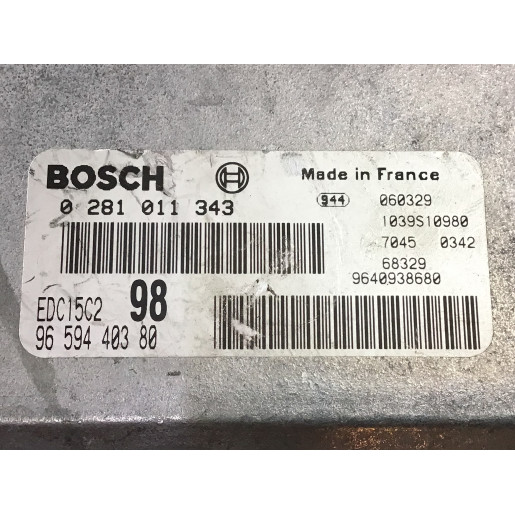 BOSCH
Made in France
0 281 011 343
944 060329
1039S10980
7045 0342
68329
9640938680
EDC15C2 98
96 594 403 80